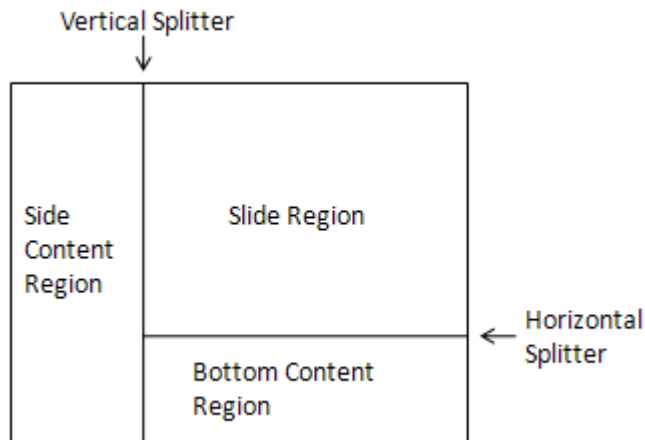 Vertical Splitter
Side
Content
Region
Slide Region
Horizontal
Splitter
Bottom Content
Region